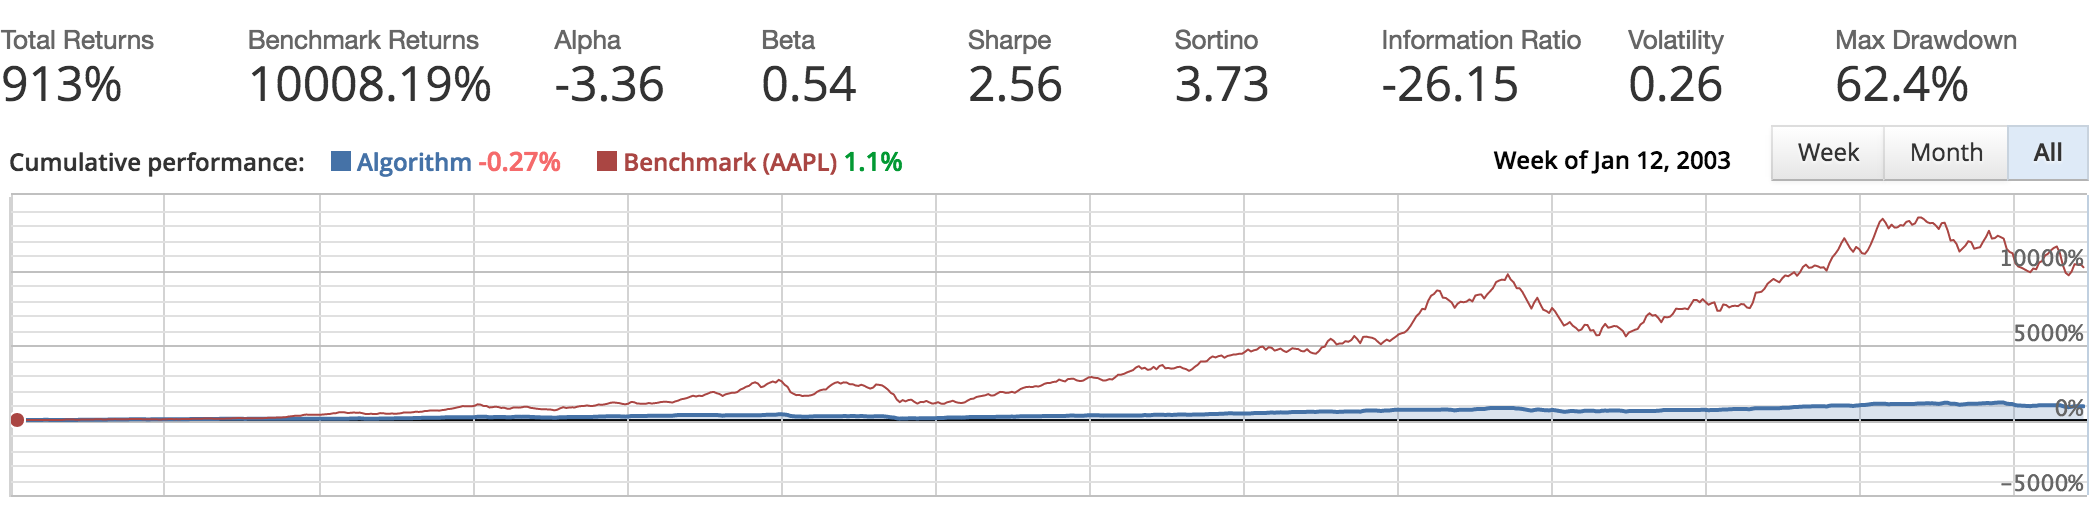 Total Returns Benchmark Returns Alpha Beta Sharpe Sortino Information Ratio Volatility Max Drawdown
913% 10008.19% -3.36 0.54 2.56 3.73 -26.15 0.26 62.4%
Cumulative performance: Algorithm -0.27% Benchmark (AAPL) 1.1% Week of Jan 12, 2003 Week Month All
10000%
5000%
0%
−5000%